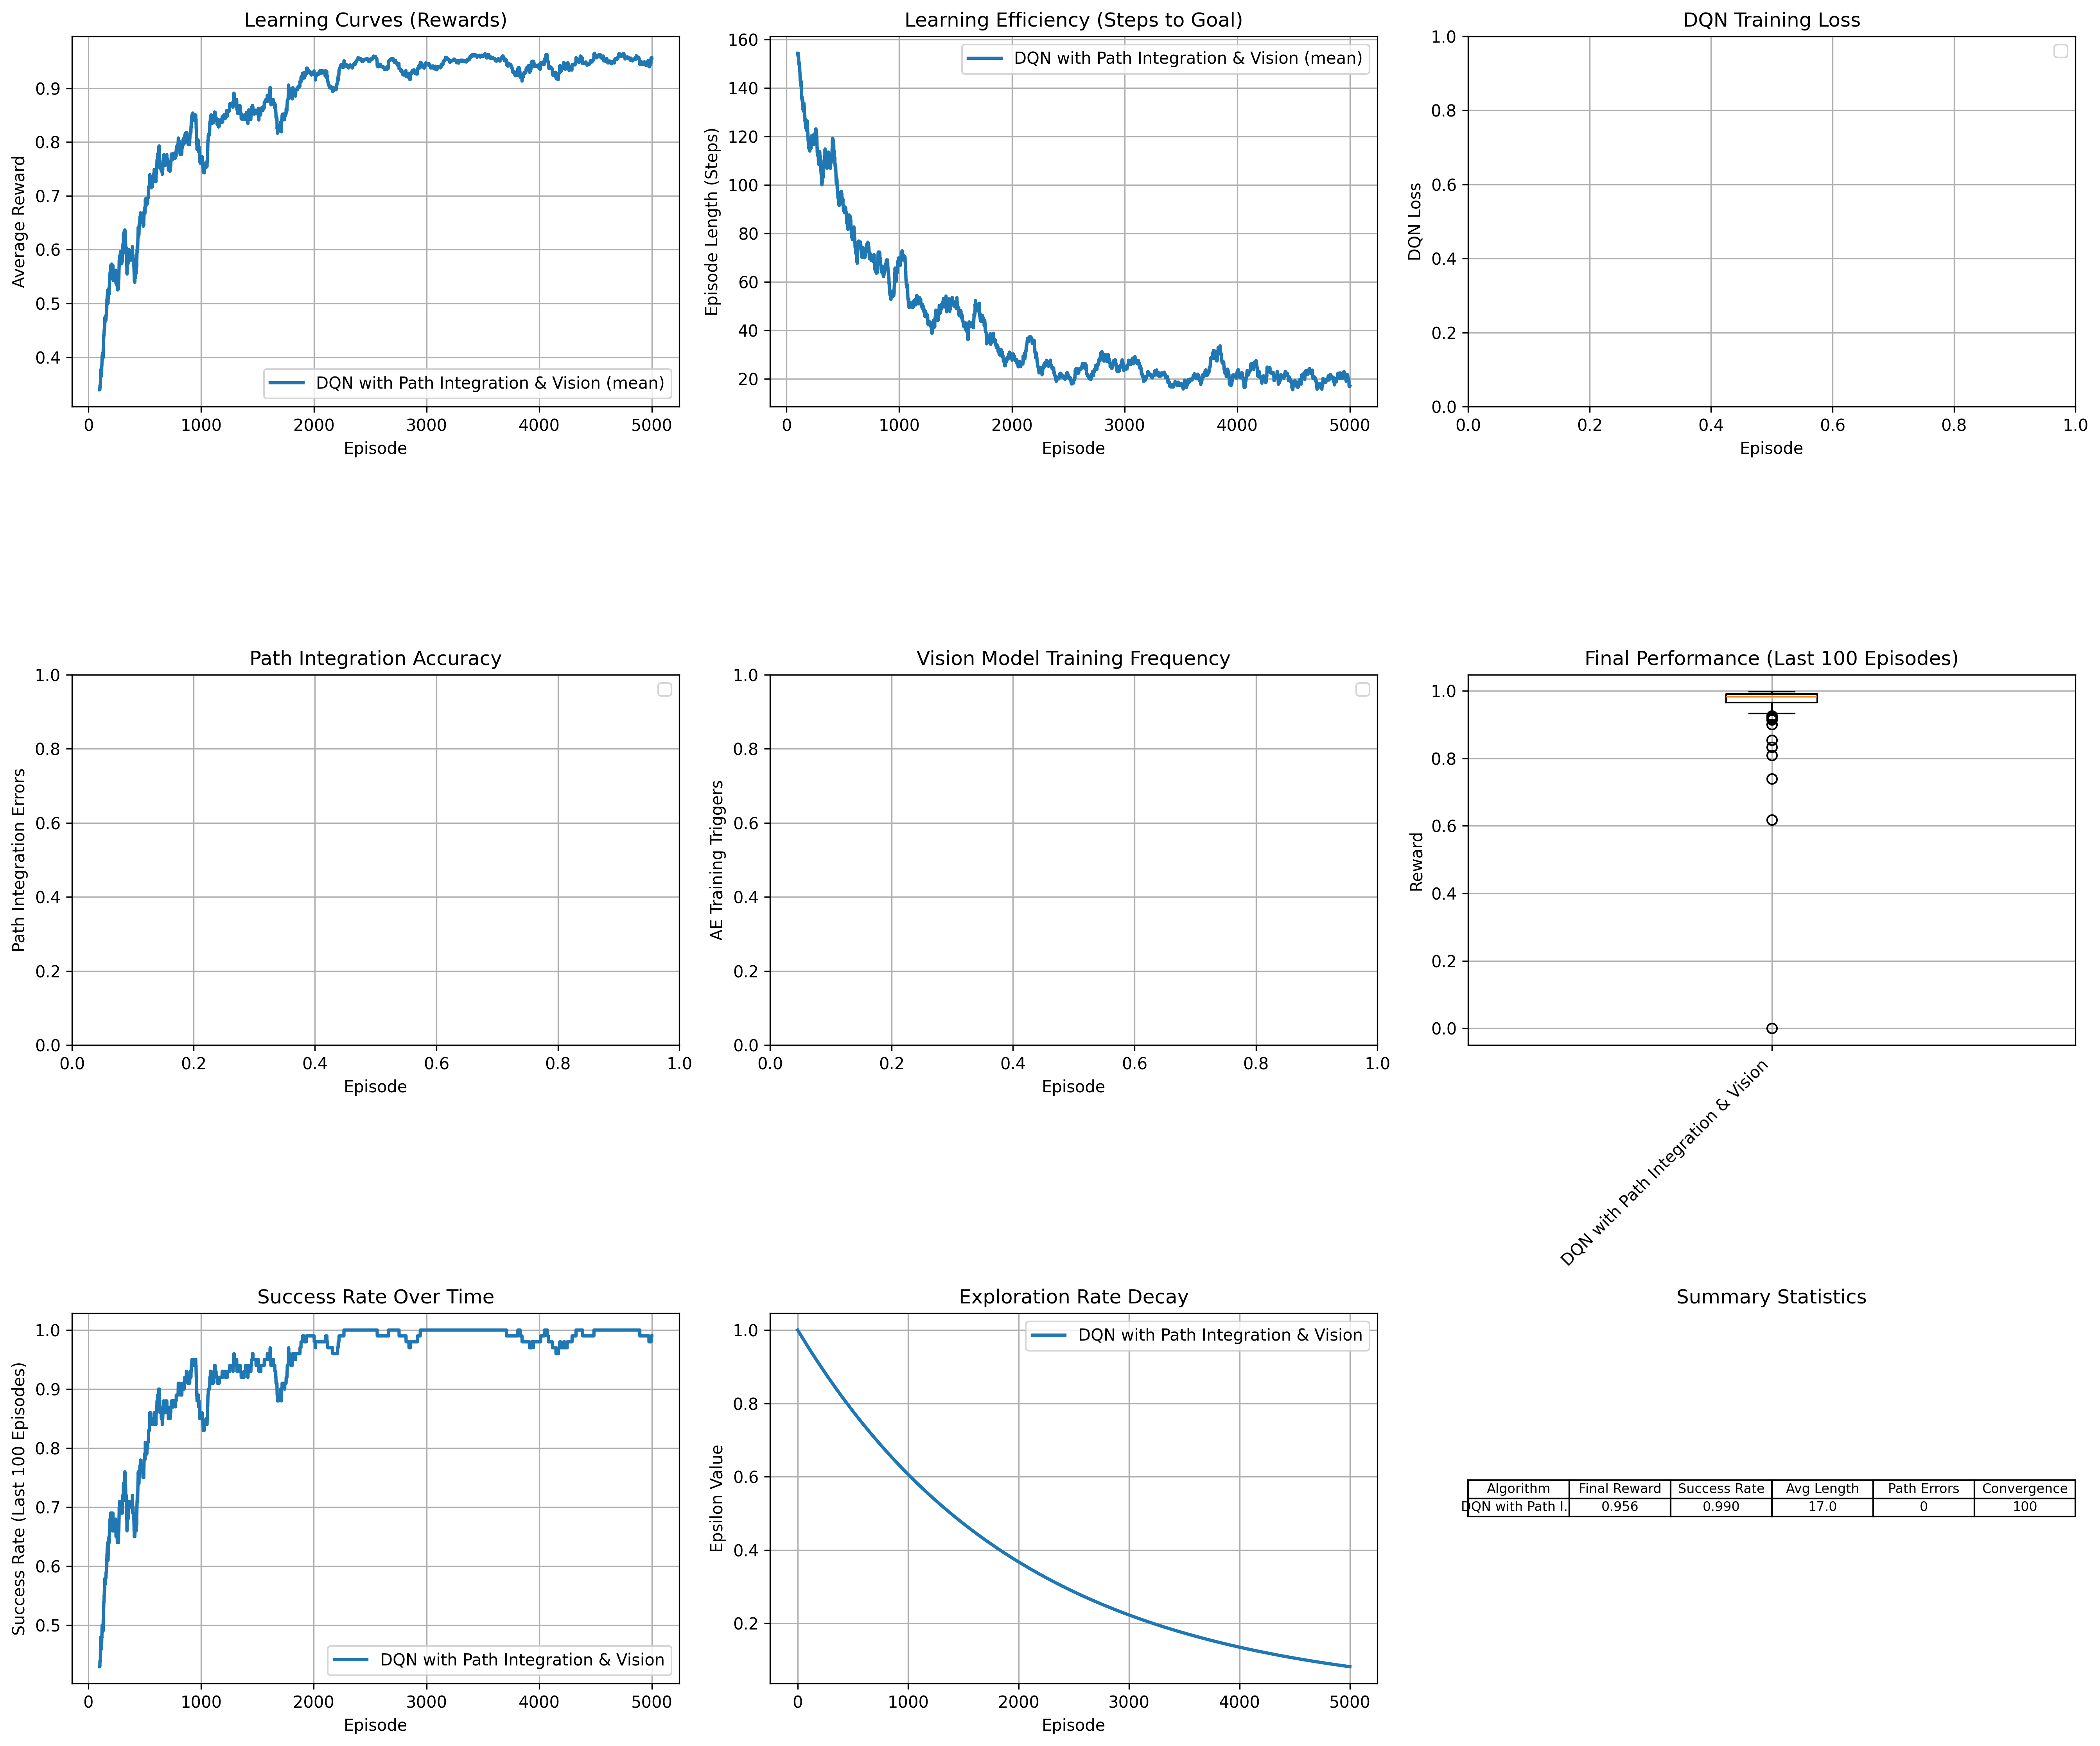 Learning Curves (Rewards)
Average Reward
0.9
0.8
0.7
0.6
0.5
0.4
DQN with Path Integration & Vision (mean)
0 1000 2000 3000 4000 5000
Episode
Learning Efficiency (Steps to Goal)
Episode Length (Steps)
160
140
120
100
80
60
40
20
DQN with Path Integration & Vision (mean)
0 1000 2000 3000 4000 5000
Episode
DQN Training Loss
DQN Loss
1.0
0.8
0.6
0.4
0.2
0.0
0.0 0.2 0.4 0.6 0.8 1.0
Episode
Path Integration Accuracy
Path Integration Errors
1.0
0.8
0.6
0.4
0.2
0.0
0.0 0.2 0.4 0.6 0.8 1.0
Episode
Vision Model Training Frequency
AE Training Triggers
1.0
0.8
0.6
0.4
0.2
0.0
0.0 0.2 0.4 0.6 0.8 1.0
Episode
Final Performance (Last 100 Episodes)
Reward
1.0
0.8
0.6
0.4
0.2
0.0
DQN with Path Integration & Vision
Success Rate Over Time
Success Rate (Last 100 Episodes)
1.0
0.9
0.8
0.7
0.6
0.5
DQN with Path Integration & Vision
0 1000 2000 3000 4000 5000
Episode
Exploration Rate Decay
Epsilon Value
1.0
0.8
0.6
0.4
0.2
DQN with Path Integration & Vision
0 1000 2000 3000 4000 5000
Episode
Summary Statistics
Algorithm Final Reward Success Rate Avg Length Path Errors Convergence
DQN with Path I. 0.956 0.990 17.0 0 100